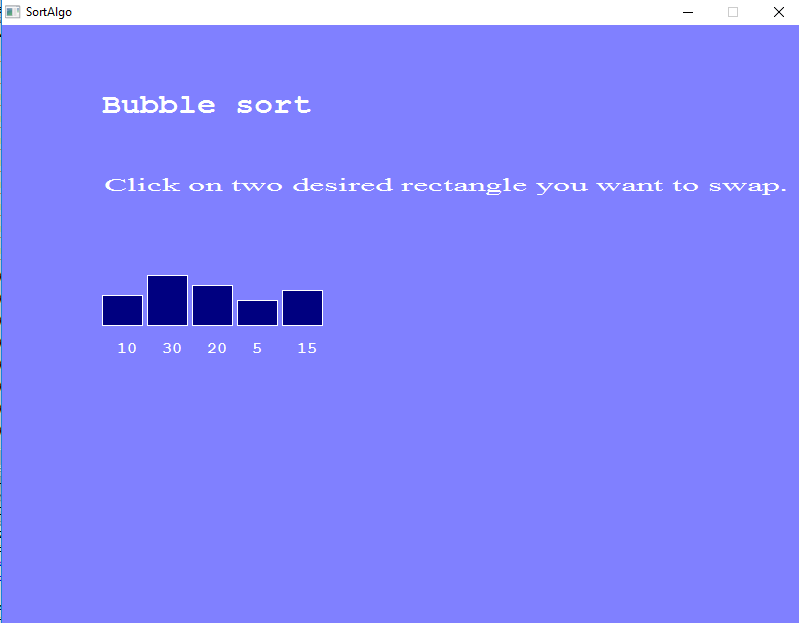 SortAlgo
Bubble sort
Click on two desired rectangle you want to swap.
10 30 20 5 15